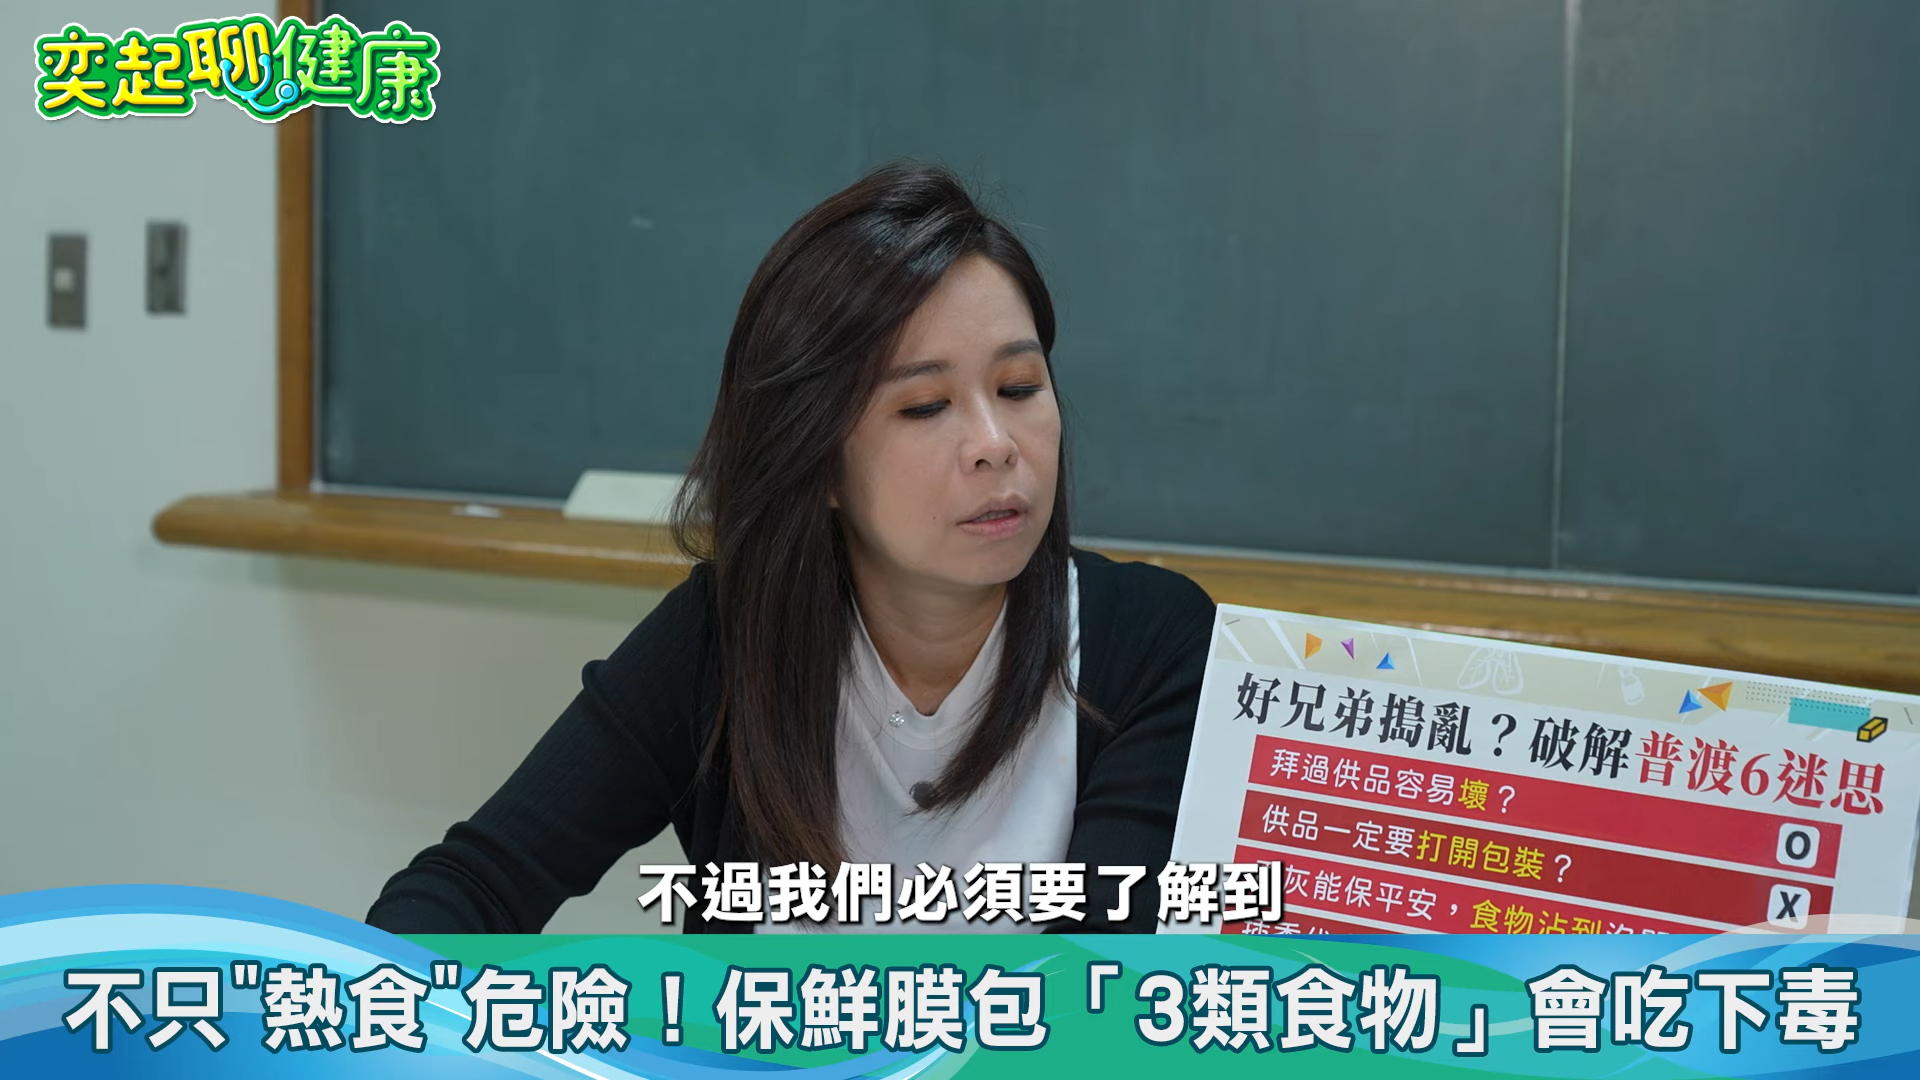 奕起聊健康
好兄弟搗亂？破解普渡6迷思
拜過供品容易壞？
O
供品一定要打開包裝？
X
灰能保平安，食物沾到
不過我們必須要了解到
不只"熱食"危險！保鮮膜包「3類食物」會吃下毒